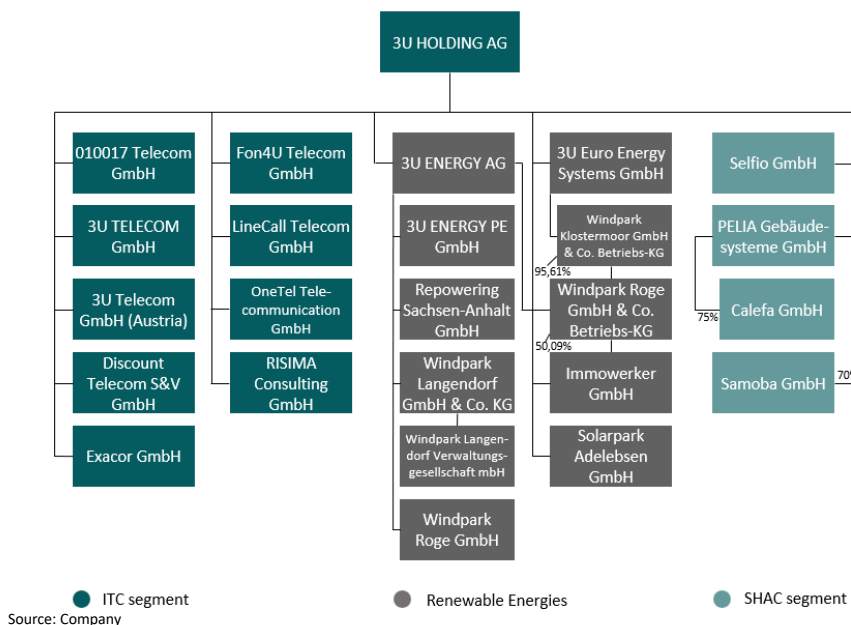 3U HOLDING AG
010017 Telecom
GmbH
3U TELECOM
GmbH
3U Telecom
GmbH (Austria)
Discount
Telecom S&V
GmbH
Exacor GmbH
Fon4U Telecom
GmbH
LineCall Telecom
GmbH
OneTel Tele-
communication
GmbH
RISIMA
Consulting
GmbH
3U ENERGY AG
3U ENERGY PE
GmbH
Repowering
Sachsen-Anhalt
GmbH
Windpark
Langendorf
GmbH & Co. KG
Windpark Langen-
dorf Verwaltungs-
gesellschaft mbH
Windpark
Roge GmbH
3U Euro Energy
Systems GmbH
Windpark
Klostermoor GmbH
& Co. Betriebs-KG
95,61%
Windpark Roge
GmbH & Co.
Betriebs-KG
50,09%
Immowerker
GmbH
Solarpark
Adelebsen
GmbH
Selfio GmbH
PELIA Gebäude-
systeme GmbH
75%
Calefa GmbH
Samoba GmbH
70%
ITC segment
Renewable Energies
SHAC segment
Source: Company